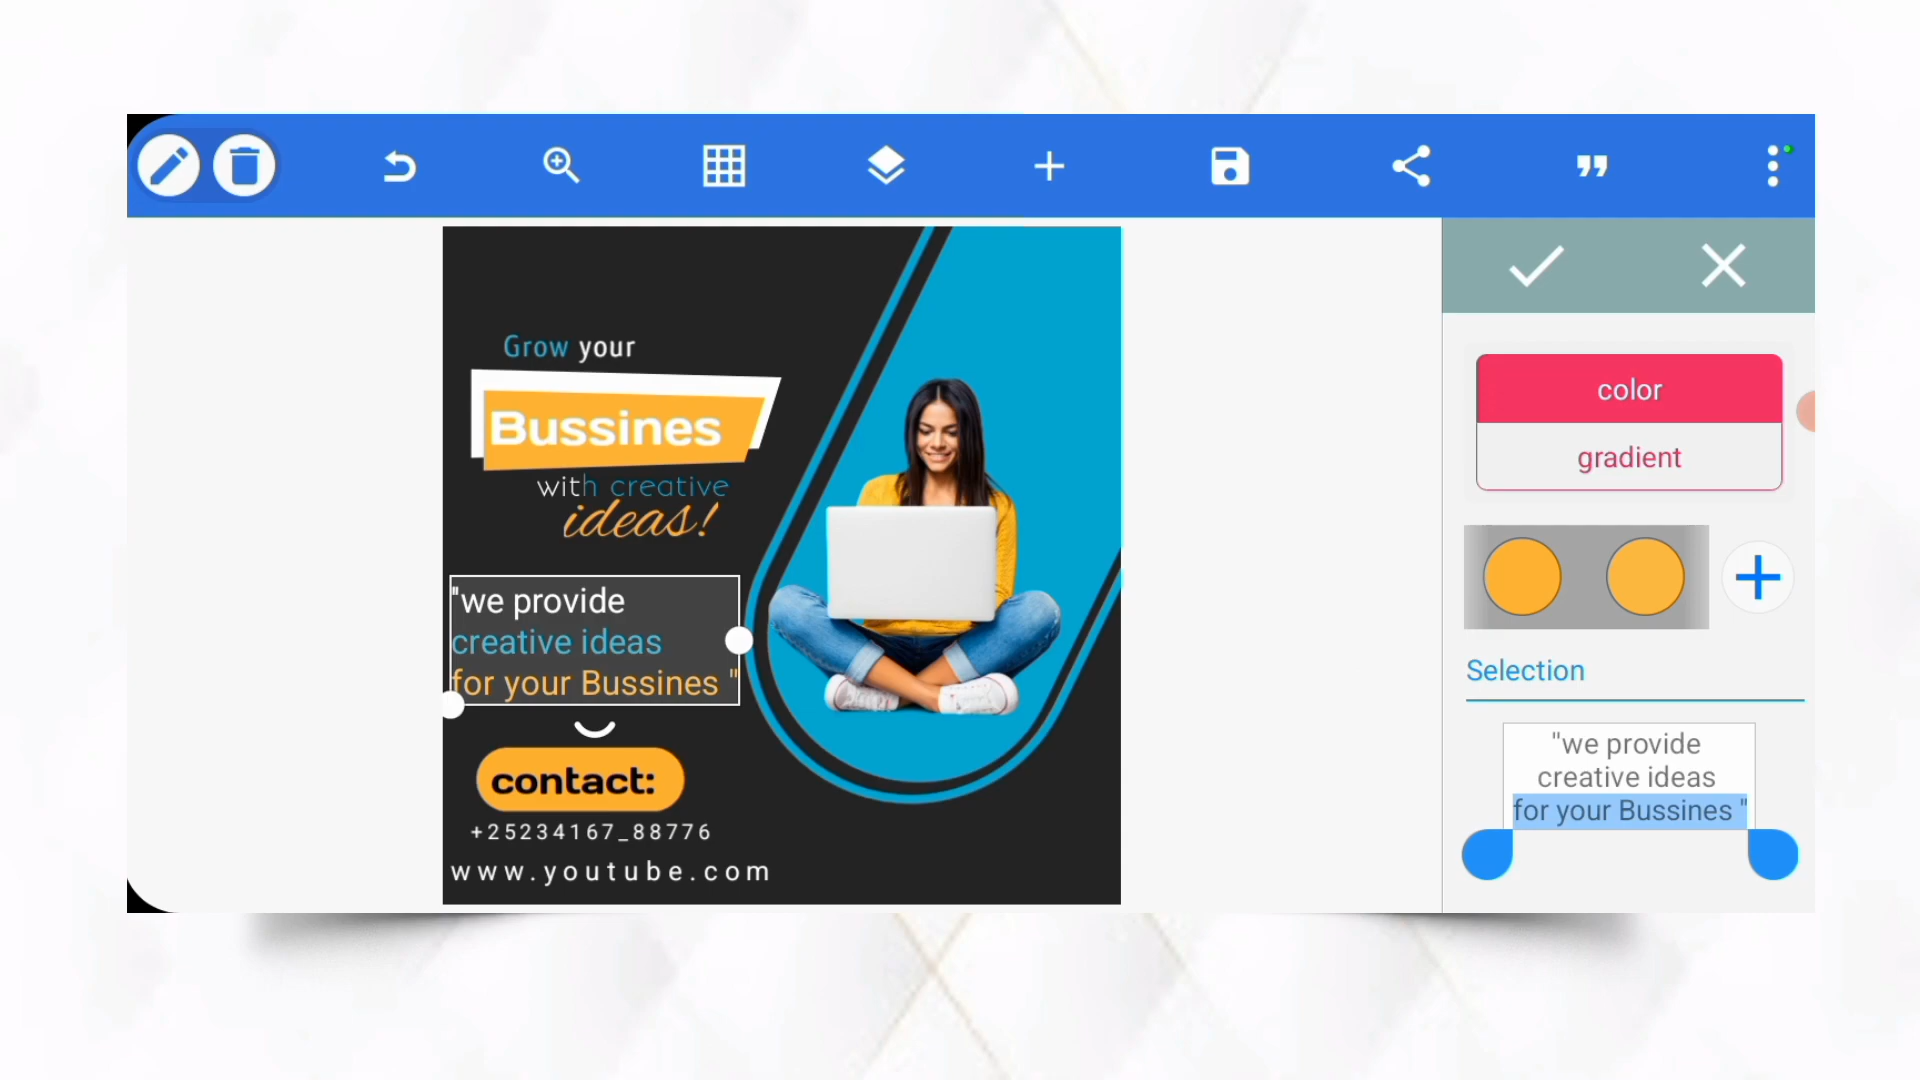 Grow your
Bussines
with creative
ideas!
"we provide
creative ideas
for your Bussines "
contact:
+25234167_88776
www.youtube.com
color
gradient
Selection
"we provide
creative ideas
for your Bussines "